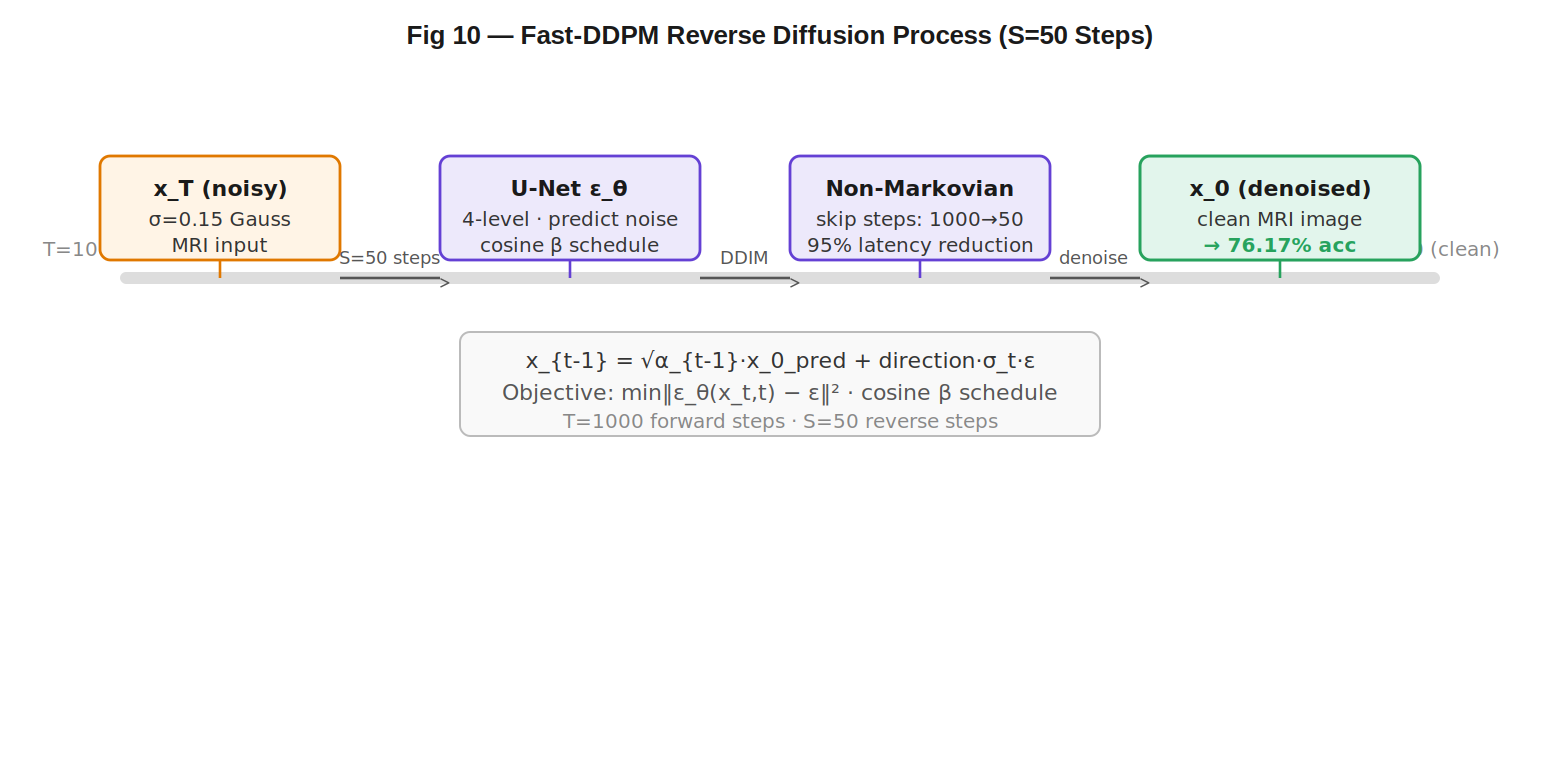 Fig 10 — Fast-DDPM Reverse Diffusion Process (S=50 Steps)
x_T (noisy)
σ=0.15 Gauss
MRI input
U-Net ε_θ
4-level · predict noise
cosine β schedule
Non-Markovian
skip steps: 1000→50
95% latency reduction
x_0 (denoised)
clean MRI image
→ 76.17% acc
T=10
S=50 steps
DDIM
denoise
(clean)
x_{t-1} = √α_{t-1}·x_0_pred + direction·σ_t·ε
Objective: min‖ε_θ(x_t,t) − ε‖² · cosine β schedule
T=1000 forward steps · S=50 reverse steps